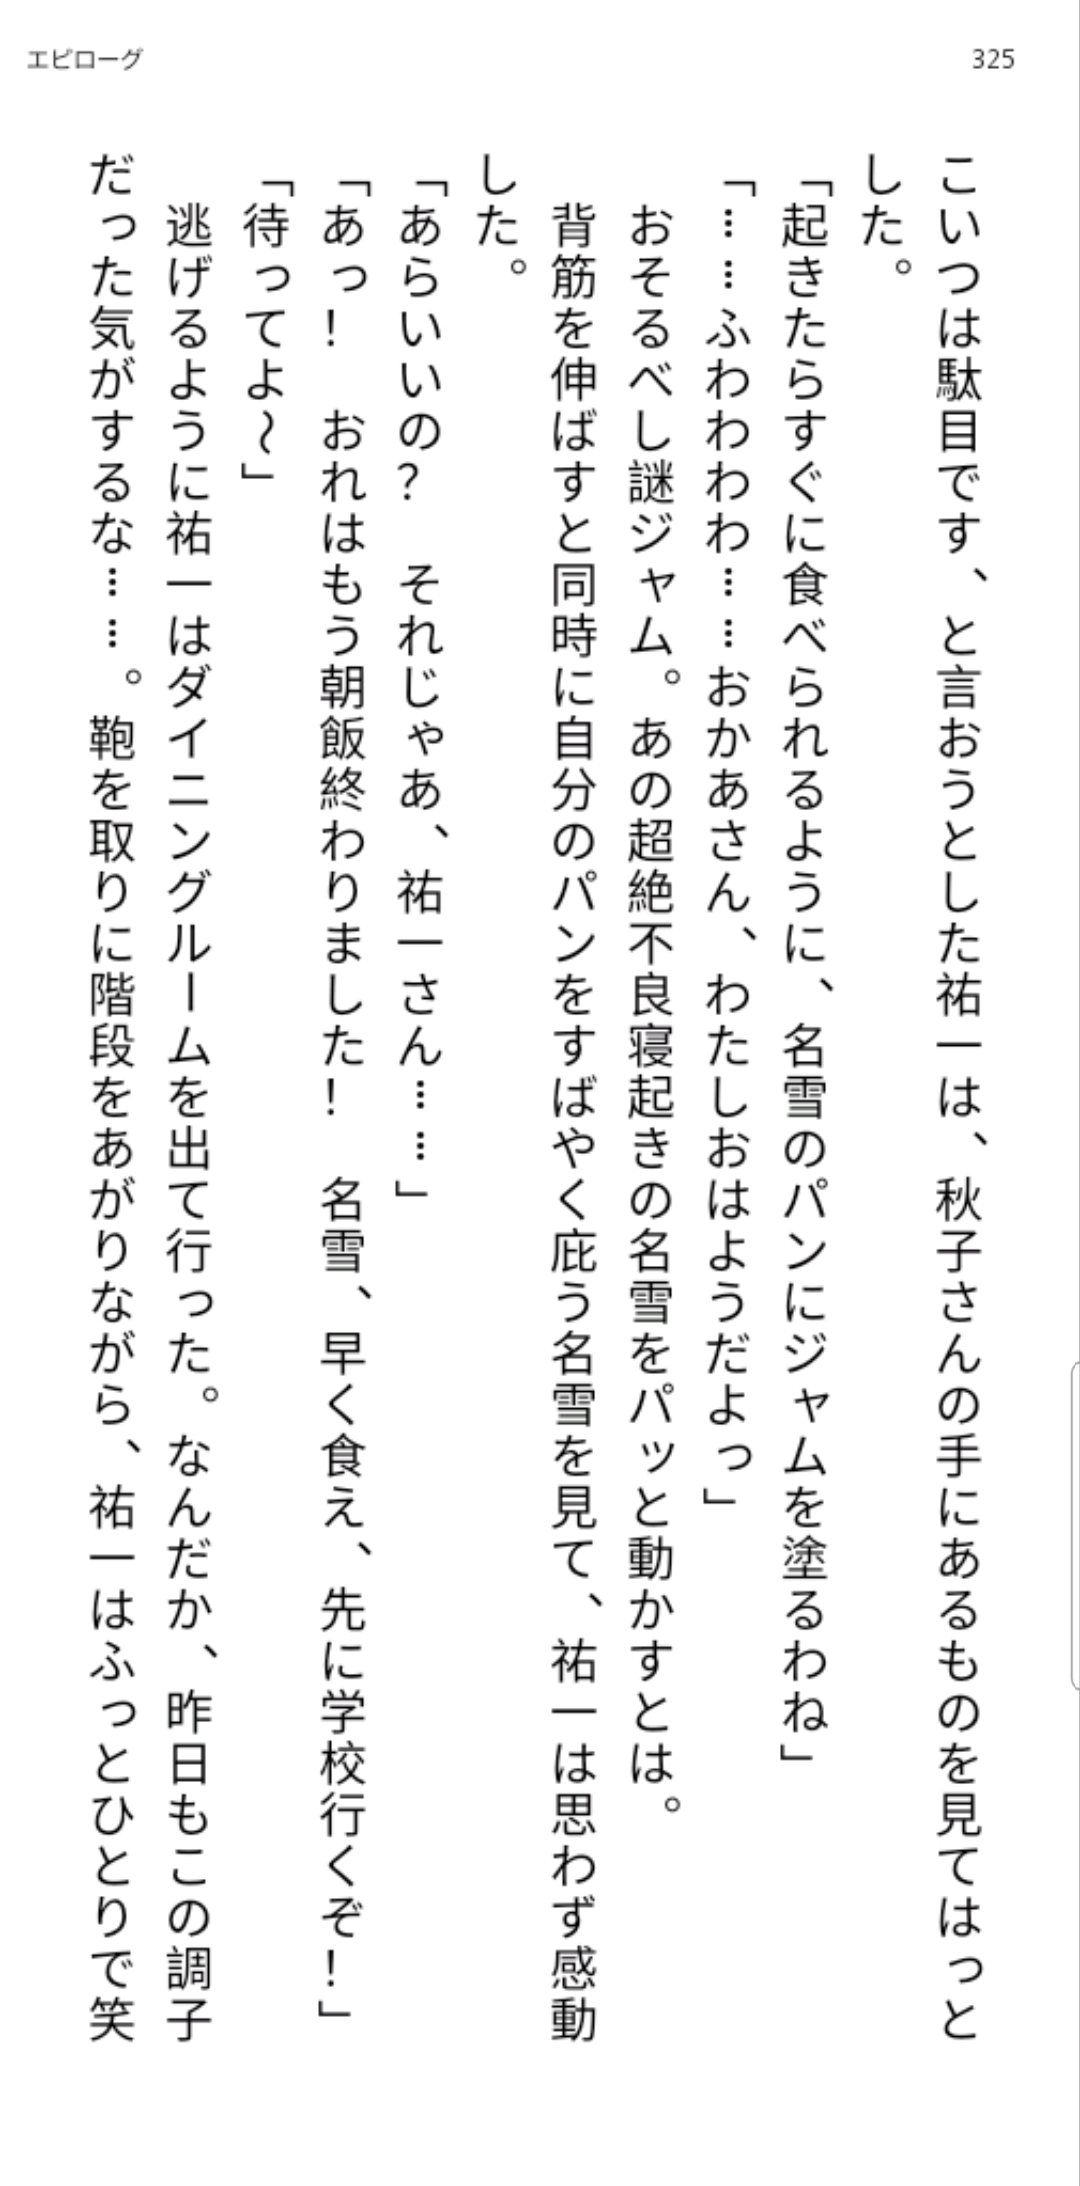 エピローグ
325
こいつは駄目です、と言おうとした祐一は、秋子さんの手にあるものを見てはっと
した。
「起きたらすぐに食べられるように、名雪のパンにジャムを塗るわね」
「……ふわわわわ……おかあさん、わたしおはようだよっ」
　おそるべし謎ジャム。あの超絶不良寝起きの名雪をパッと動かすとは。
　背筋を伸ばすと同時に自分のパンをすばやく庇う名雪を見て、祐一は思わず感動
した。
「あらいいの？　それじゃあ、祐一さん……」
「あっ！　おれはもう朝飯終わりました！　名雪、早く食え、先に学校行くぞ！」
「待ってよ〜」
　逃げるように祐一はダイニングルームを出て行った。なんだか、昨日もこの調子
だった気がするな……。鞄を取りに階段をあがりながら、祐一はふっとひとりで笑